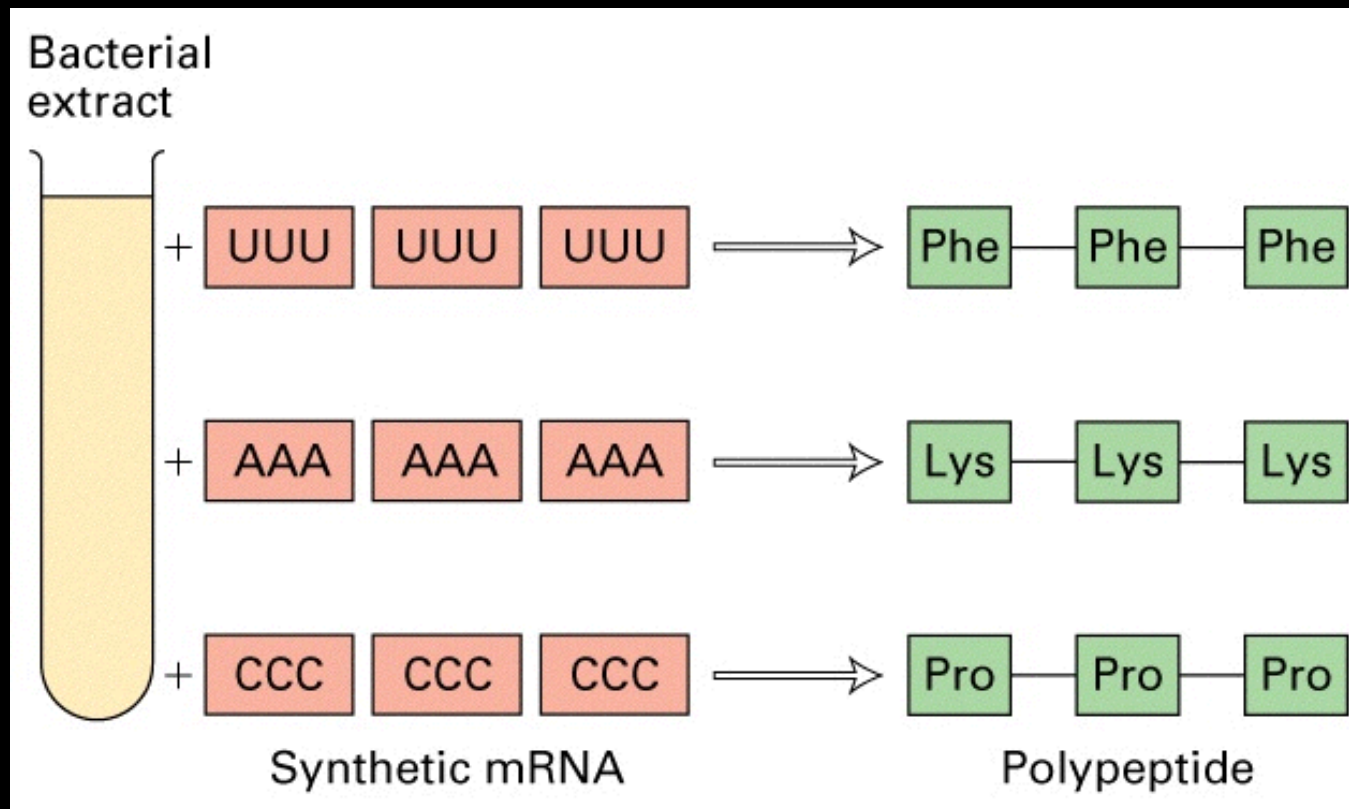 Bacterial
extract
+ UUU UUU UUU Phe Phe Phe
+ AAA AAA AAA Lys Lys Lys
+ CCC CCC CCC Pro Pro Pro
Synthetic mRNA Polypeptide